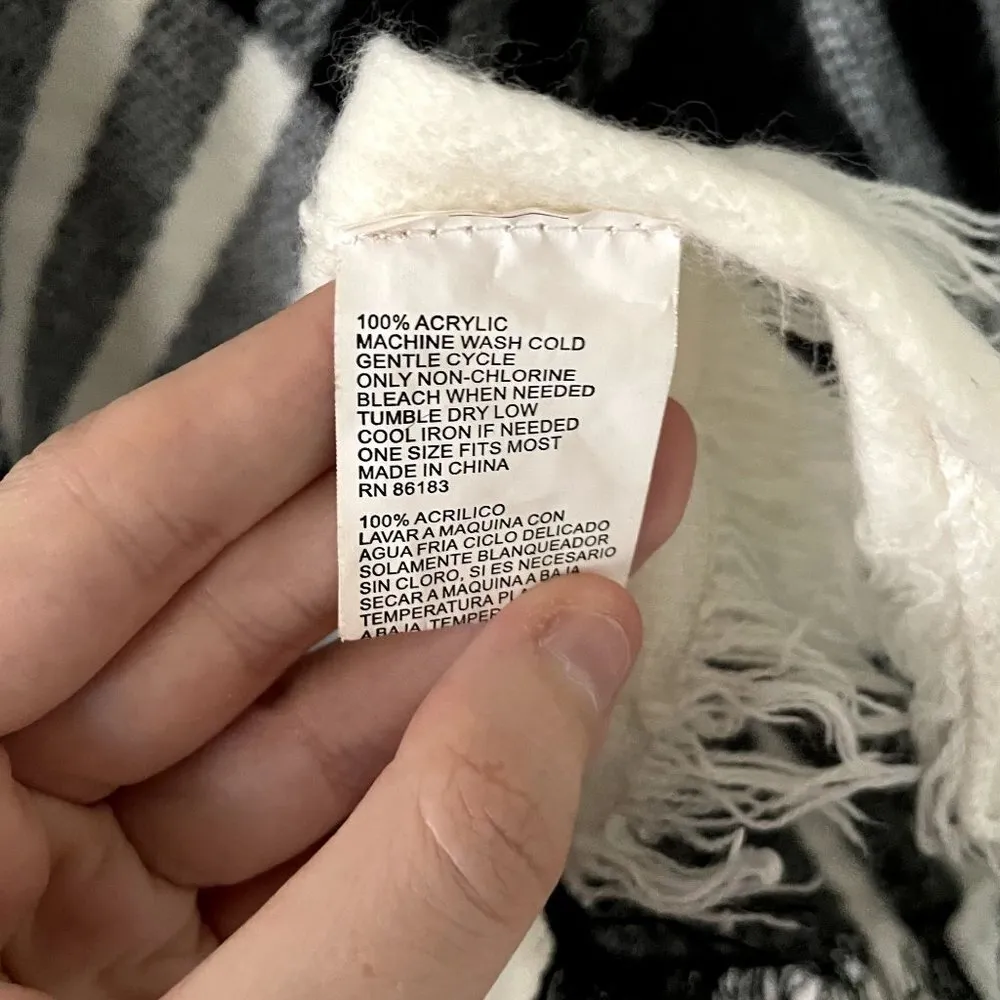 100% ACRYLIC
MACHINE WASH COLD
GENTLE CYCLE
ONLY NON-CHLORINE
BLEACH WHEN NEEDED
TUMBLE DRY LOW
COOL IRON IF NEEDED
ONE SIZE FITS MOST
MADE IN CHINA
RN 86183
100% ACRILICO
LAVAR A MAQUINA CON
AGUA FRIA CICLO DELICADO
SOLAMENTE BLANQUEADOR
SIN CLORO, SI ES NECESARIO
SECAR A MÁQUINA A BAJA
TEMPERATURA
A BAJA